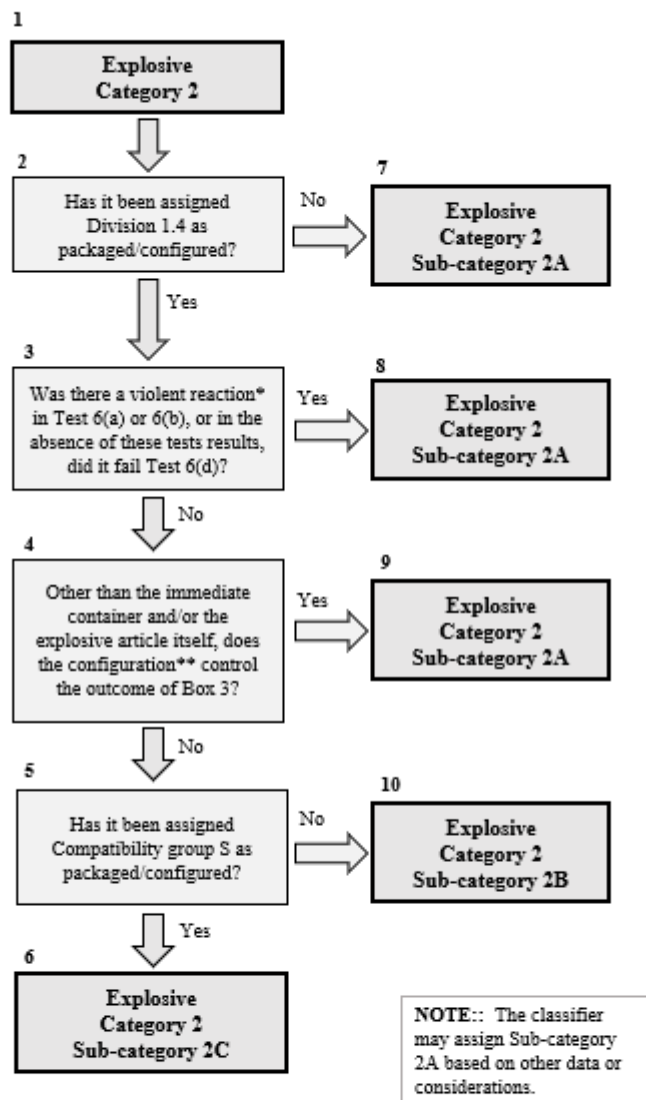 1
Explosive
Category 2
2
Has it been assigned
Division 1.4 as
packaged/configured?
No
7
Explosive
Category 2
Sub-category 2A
Yes
3
Was there a violent reaction*
in Test 6(a) or 6(b), or in the
absence of these tests results,
did it fail Test 6(d)?
Yes
8
Explosive
Category 2
Sub-category 2A
No
4
Other than the immediate
container and/or the
explosive article itself, does
the configuration** control
the outcome of Box 3?
Yes
9
Explosive
Category 2
Sub-category 2A
No
5
Has it been assigned
Compatibility group S as
packaged/configured?
No
10
Explosive
Category 2
Sub-category 2B
Yes
6
Explosive
Category 2
Sub-category 2C
NOTE:: The classifier
may assign Sub-category
2A based on other data or
considerations.